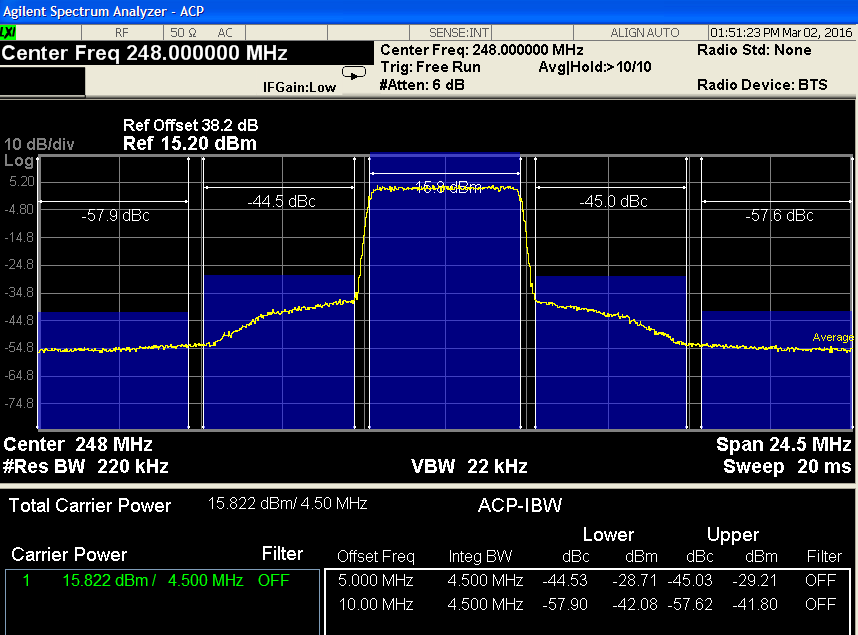 Agilent Spectrum Analyzer - ACP
LXI RF 50 Ω AC SENSE:INT ALIGN AUTO 01:51:23 PM Mar 02, 2016
Center Freq 248.000000 MHz Center Freq: 248.000000 MHz Radio Std: None
Trig: Free Run Avg|Hold:>10/10
IFGain:Low #Atten: 6 dB Radio Device: BTS
Ref Offset 38.2 dB
10 dB/div Ref 15.20 dBm
Log
5.20
15.8 dBm
-44.5 dBc -45.0 dBc
-4.80
-57.9 dBc -57.6 dBc
-14.8
-24.8
-34.8
-44.8
Average
-54.8
-64.8
-74.8
Center 248 MHz Span 24.5 MHz
#Res BW 220 kHz VBW 22 kHz Sweep 20 ms
Total Carrier Power 15.822 dBm/ 4.50 MHz ACP-IBW
Lower Upper
Carrier Power Filter Offset Freq Integ BW dBc dBm dBc dBm Filter
1 15.822 dBm / 4.500 MHz OFF 5.000 MHz 4.500 MHz -44.53 -28.71 -45.03 -29.21 OFF
10.00 MHz 4.500 MHz -57.90 -42.08 -57.62 -41.80 OFF